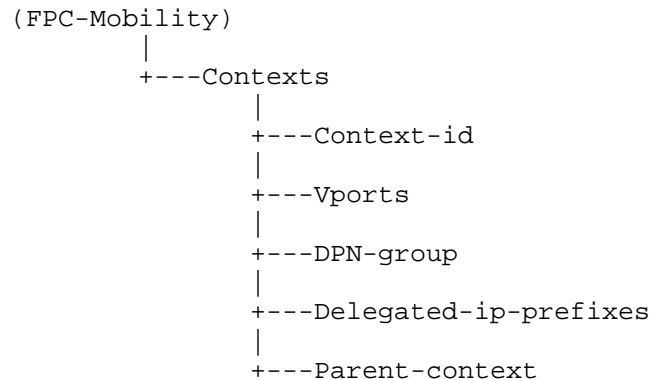 (FPC-Mobility)
|
+---Contexts
|
+---Context-id
|
+---Vports
|
+---DPN-group
|
+---Delegated-ip-prefixes
|
+---Parent-context